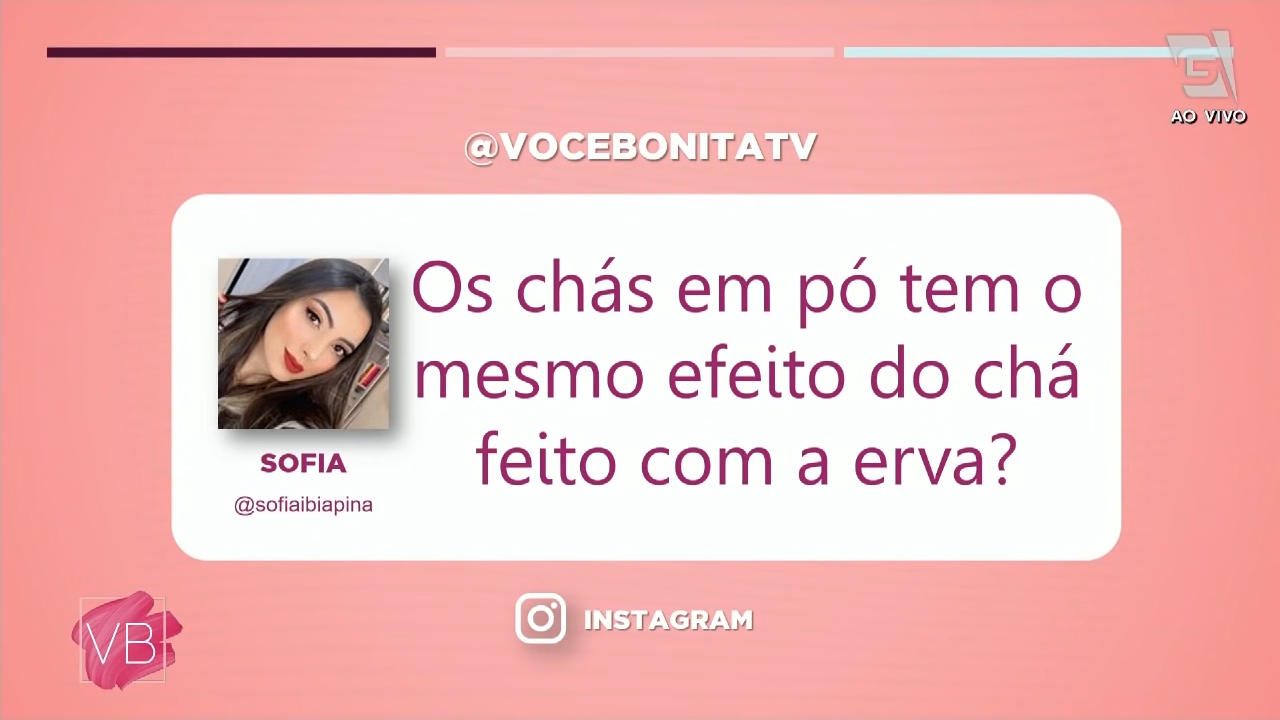 AO VIVO
@VOCEBONITATV
Os chás em pó tem o
mesmo efeito do chá
feito com a erva?
SOFIA
@sofiaibiapina
INSTAGRAM
VB